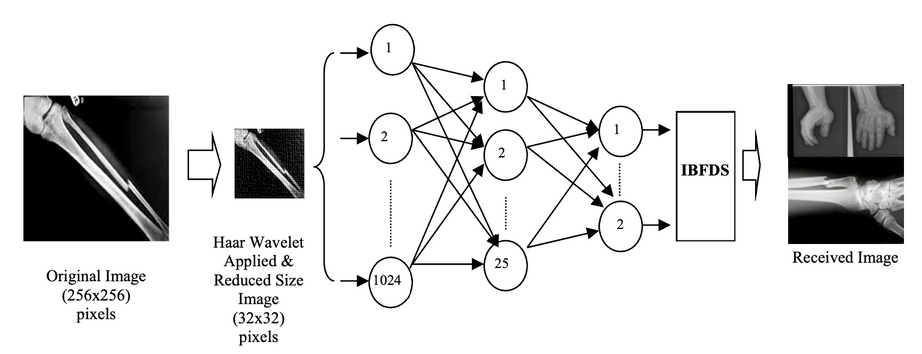 1
2
1024
1
2
25
1
2
IBFDS
Original Image
(256x256)
pixels
Haar Wavelet
Applied &
Reduced Size
Image
(32x32)
pixels
Received Image